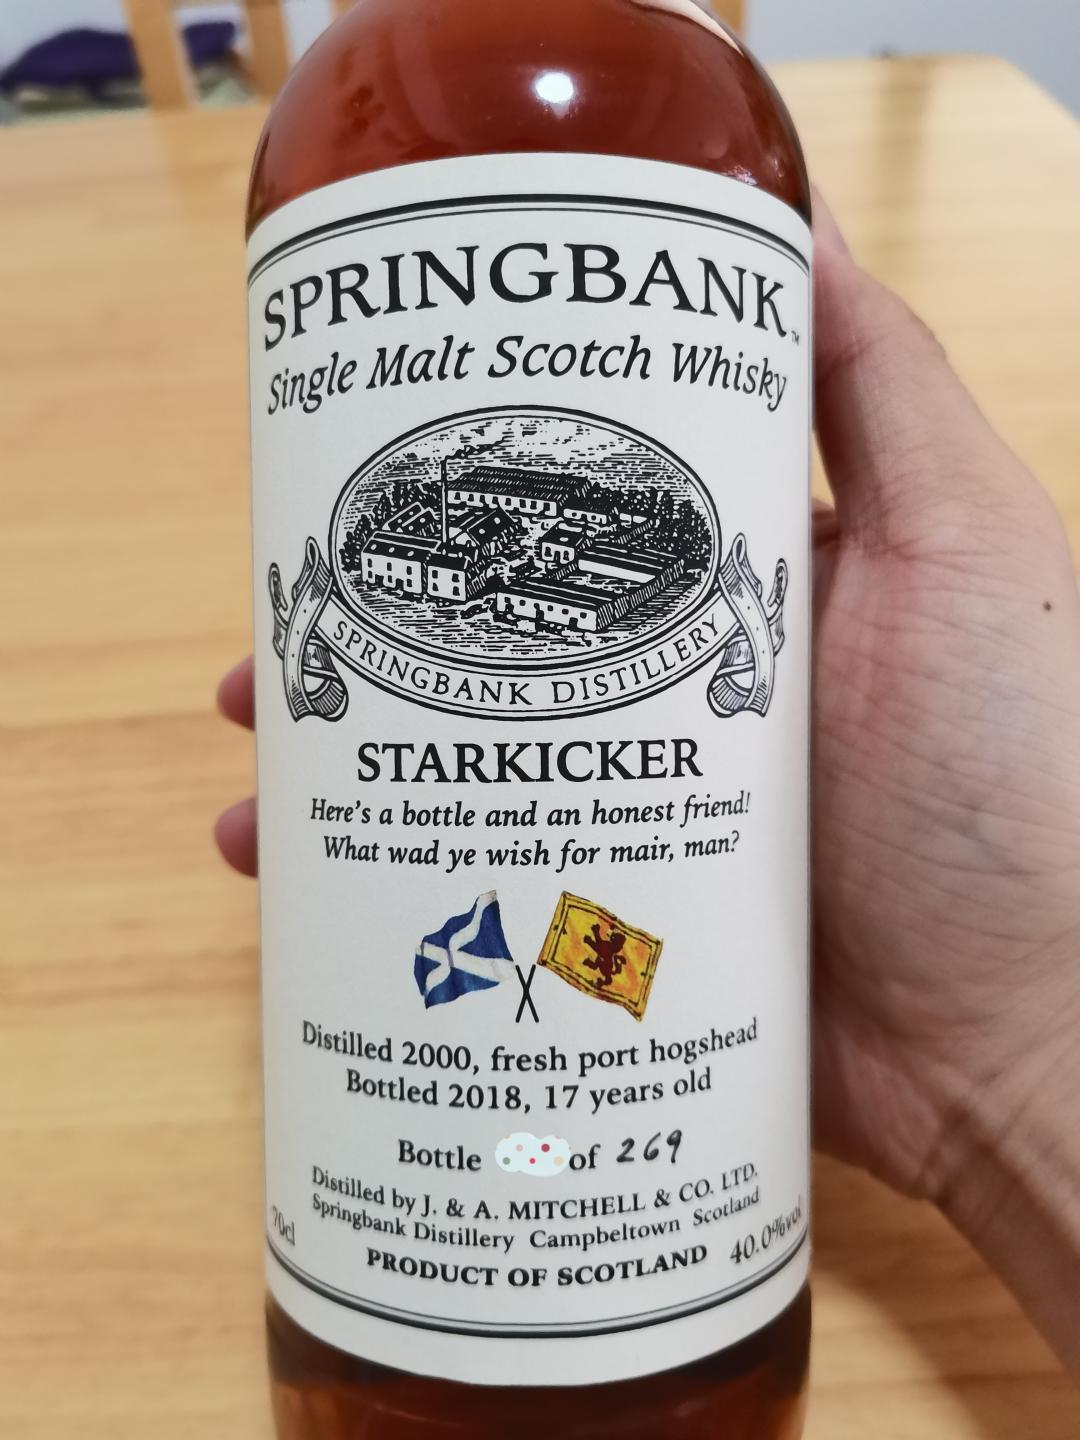 SPRINGBANK™
Single Malt Scotch Whisky
SPRINGBANK DISTILLERY
STARKICKER
Here's a bottle and an honest friend!
What wad ye wish for mair, man?
Distilled 2000, fresh port hogshead
Bottled 2018, 17 years old
Bottle of 269
Distilled by J. & A. MITCHELL & CO. LTD.
Springbank Distillery Campbeltown Scotland
70cl
PRODUCT OF SCOTLAND
40.0%vol